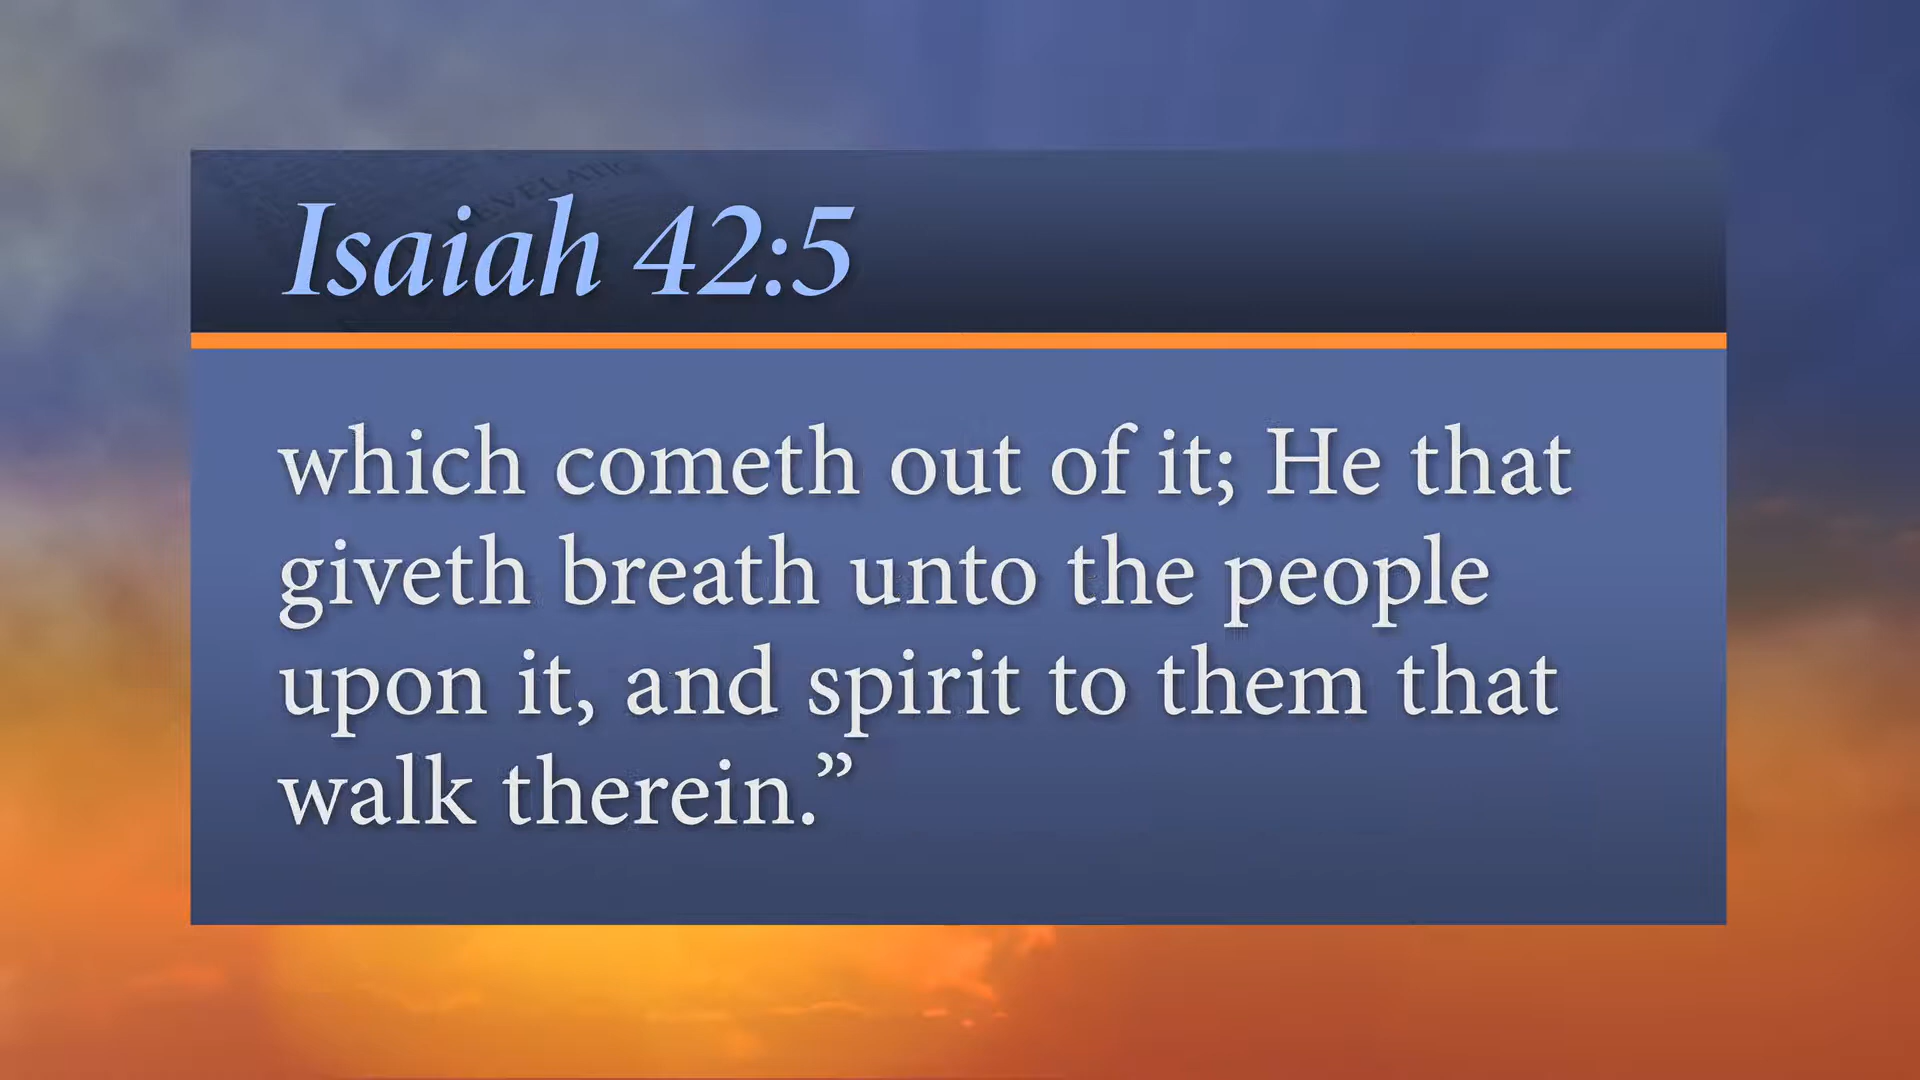 REVELATION
Isaiah 42:5
which cometh out of it; He that
giveth breath unto the people
upon it, and spirit to them that
walk therein.”